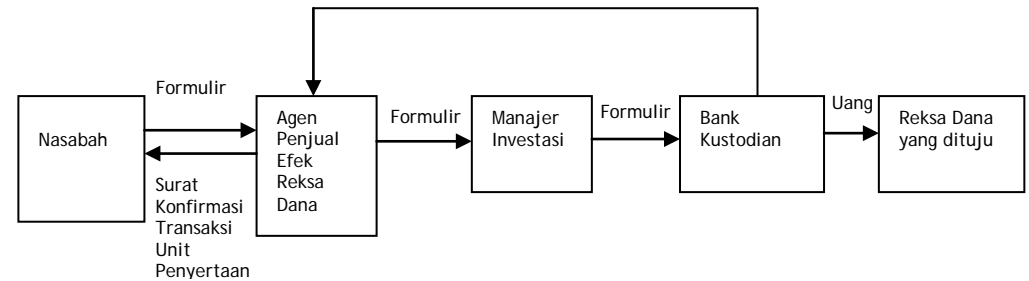 Formulir
Nasabah
Surat
Konfirmasi
Transaksi
Unit
Penyertaan
Agen
Penjual
Efek
Reksa
Dana
Formulir
Manajer
Investasi
Formulir
Bank
Kustodian
Uang
Reksa Dana
yang dituju